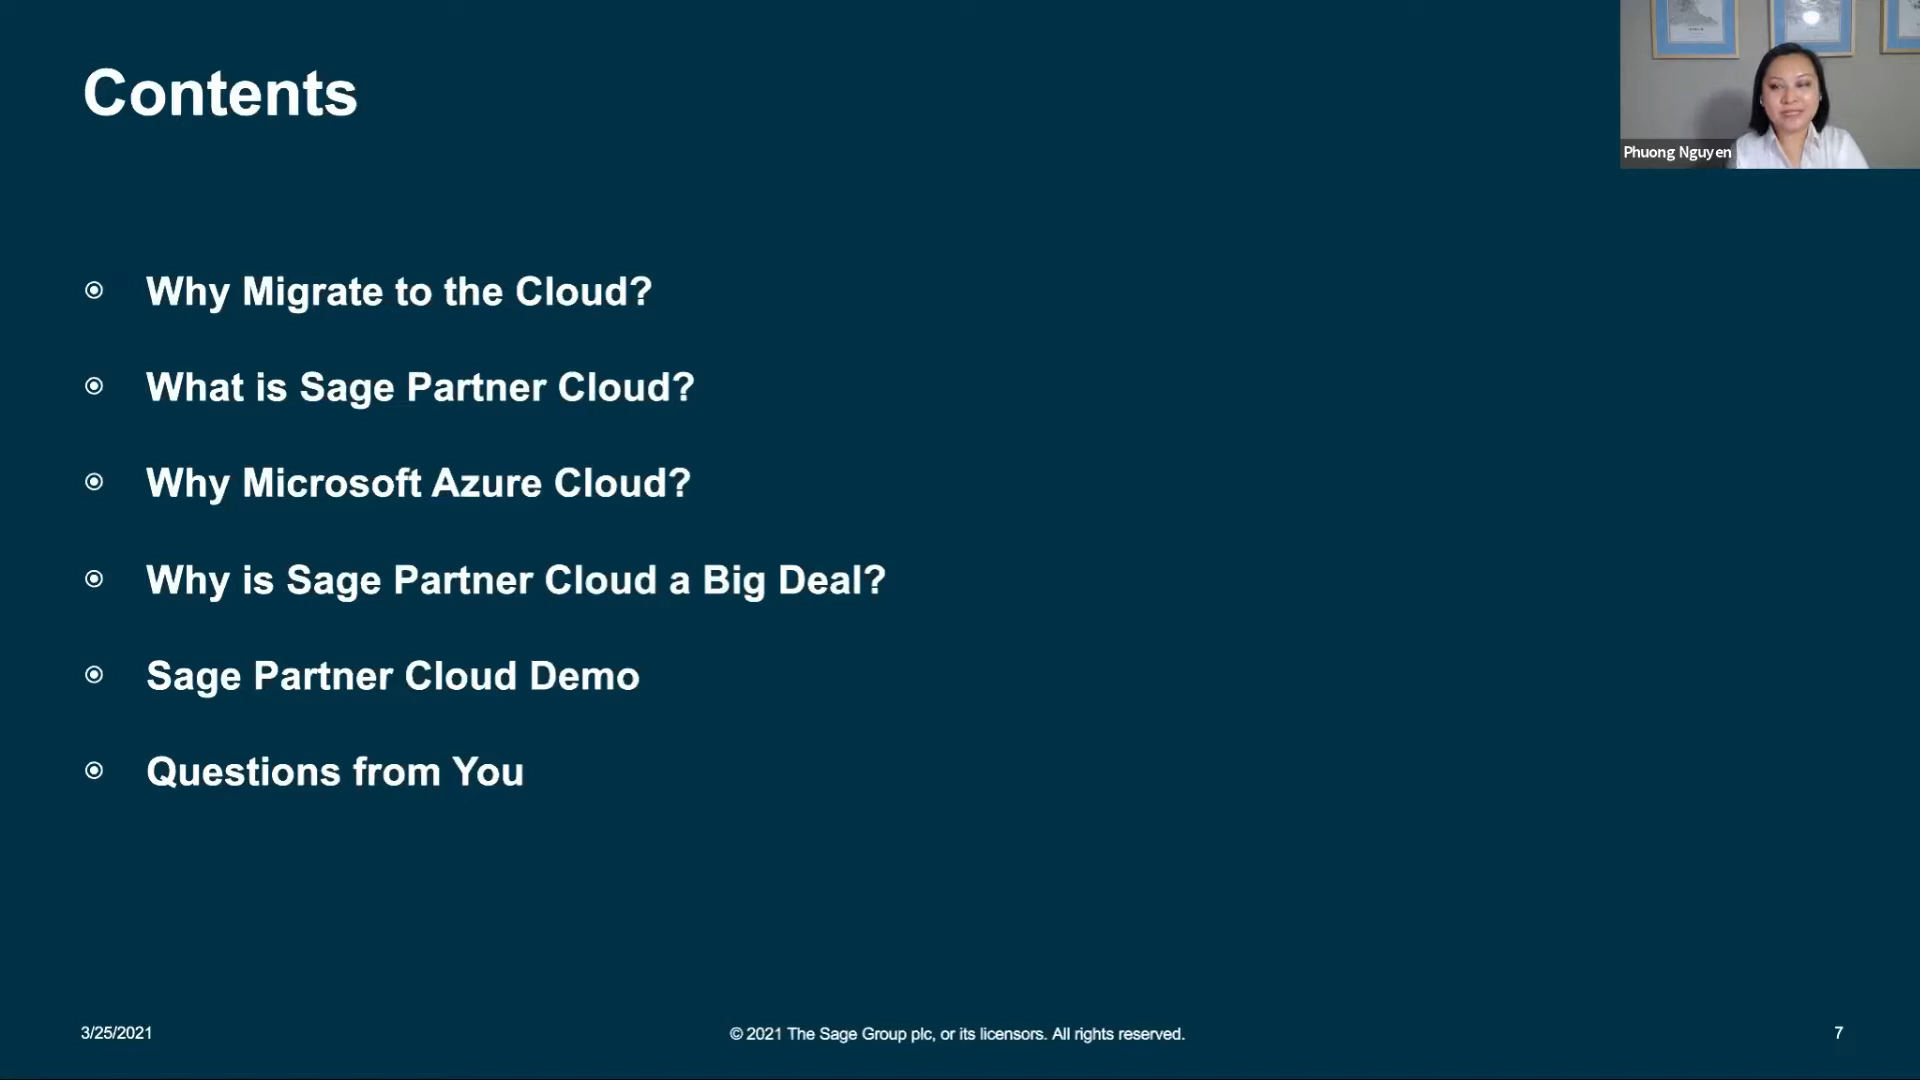 Contents
Phuong Nguyen
Why Migrate to the Cloud?
What is Sage Partner Cloud?
Why Microsoft Azure Cloud?
Why is Sage Partner Cloud a Big Deal?
Sage Partner Cloud Demo
Questions from You
3/25/2021
© 2021 The Sage Group plc, or its licensors. All rights reserved.
7